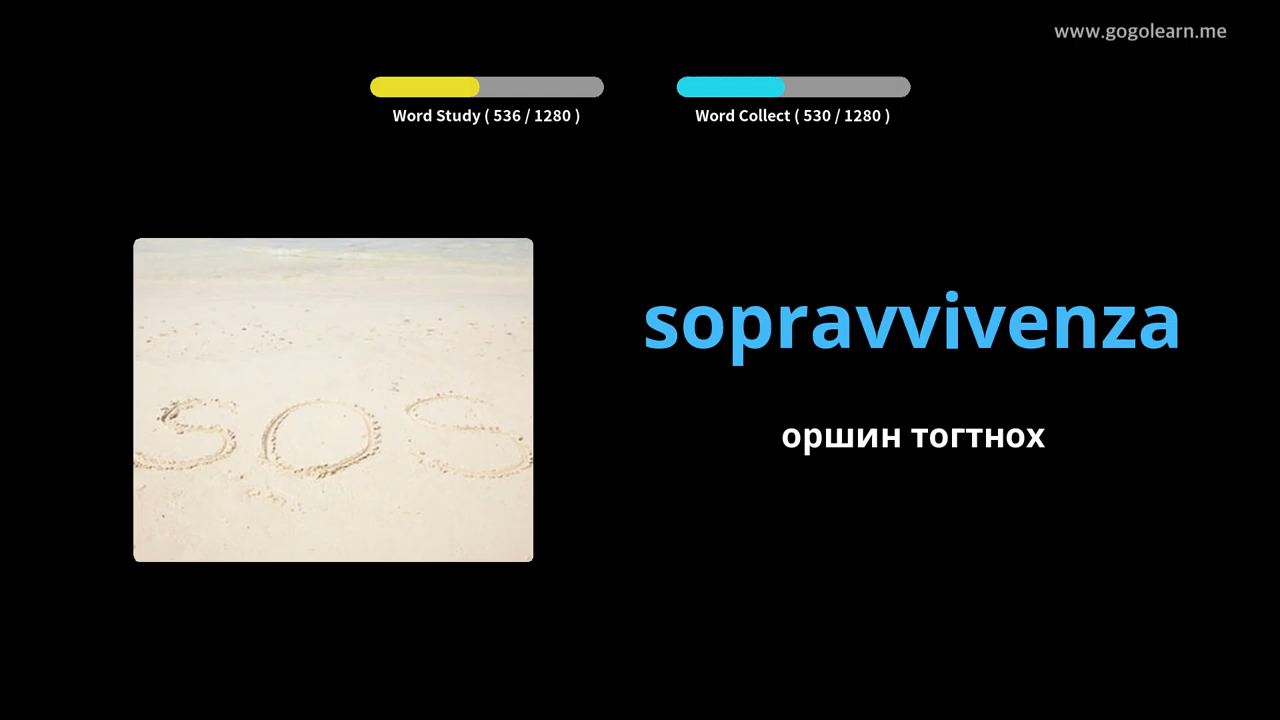 www.gogolearn.me
Word Study ( 536 / 1280 )
Word Collect ( 530 / 1280 )
sopravvivenza
оршин тогтнох
SOS